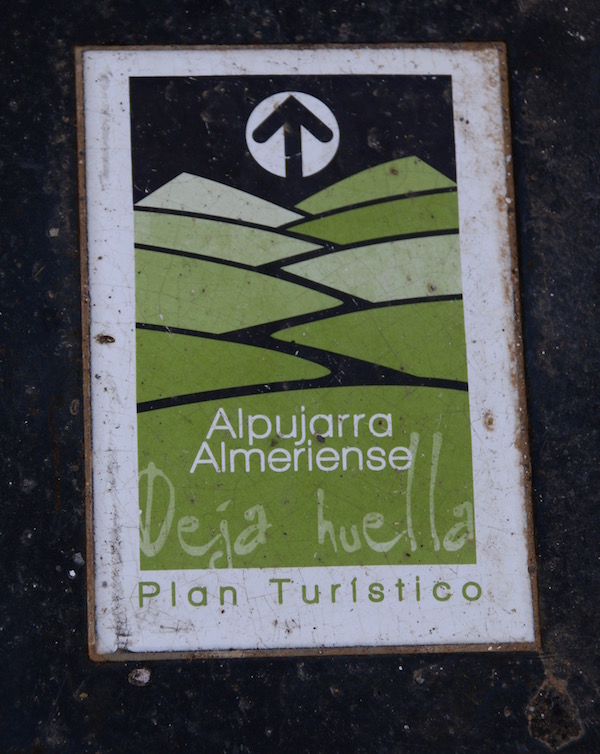 Alpujarra
Almeriense
Deja huella
Plan Turístico